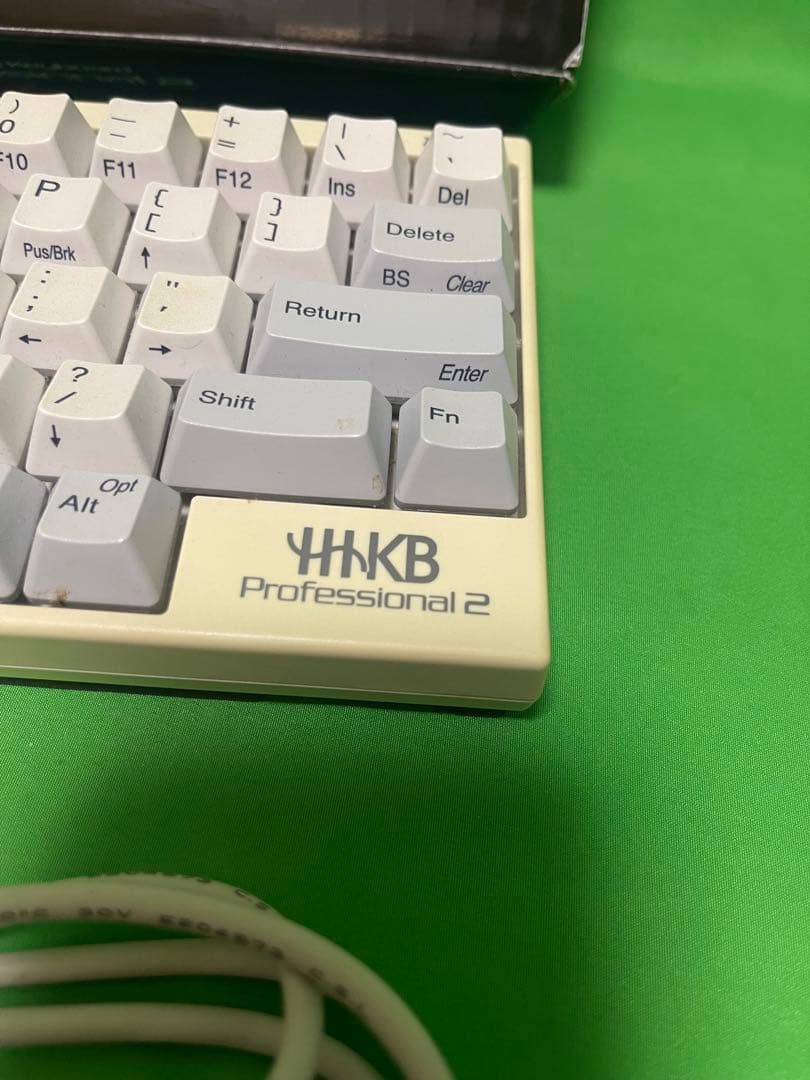 ) 0 F10
— - F11
+ = F12
| \ Ins
~ ` Del
P Pus/Brk
{ [ ↑
} ]
Delete BS Clear
: ; ←
" ' →
Return Enter
? / ↓
Shift
Fn
Alt Opt
HHKB
Professional 2
30V